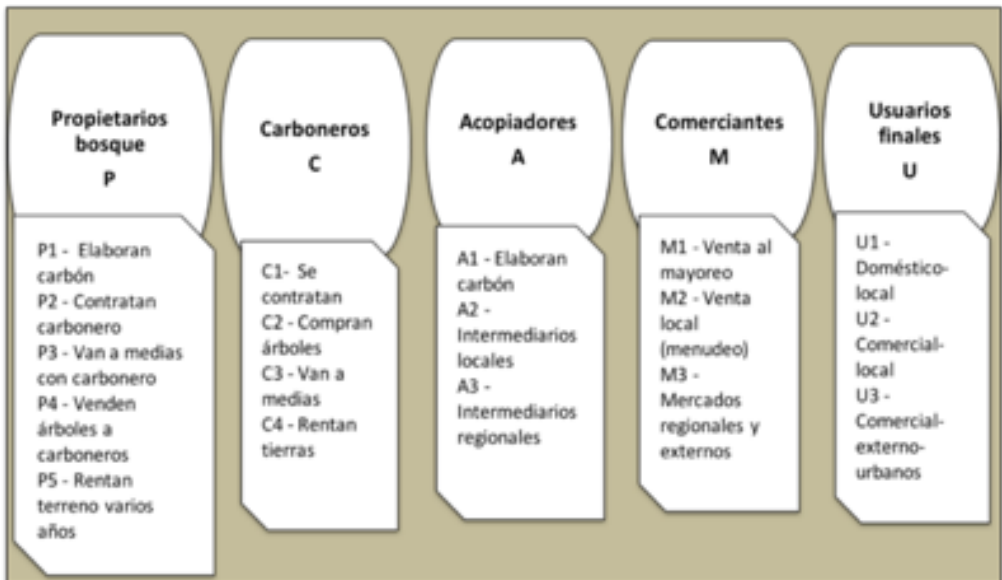 Propietarios
bosque
P
P1 - Elaboran
carbón
P2 - Contratan
carbonero
P3 - Van a medias
con carbonero
P4 - Venden
árboles a
carboneros
P5 - Rentan
terreno varios
años
Carboneros
C
C1- Se
contratan
C2 - Compran
árboles
C3 - Van a
medias
C4 - Rentan
tierras
Acopiadores
A
A1 - Elaboran
carbón
A2 -
Intermediarios
locales
A3 -
Intermediarios
regionales
Comerciantes
M
M1 - Venta al
mayoreo
M2 - Venta
local
(menudeo)
M3 -
Mercados
regionales y
externos
Usuarios
finales
U
U1 -
Doméstico-
local
U2 -
Comercial-
local
U3 -
Comercial-
externo-
urbanos